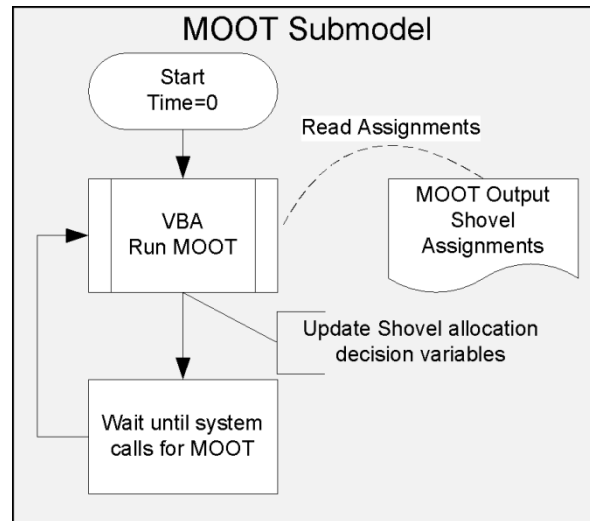 MOOT Submodel
Start
Time=0
Read Assignments
VBA
Run MOOT
MOOT Output
Shovel
Assignments
Update Shovel allocation
decision variables
Wait until system
calls for MOOT